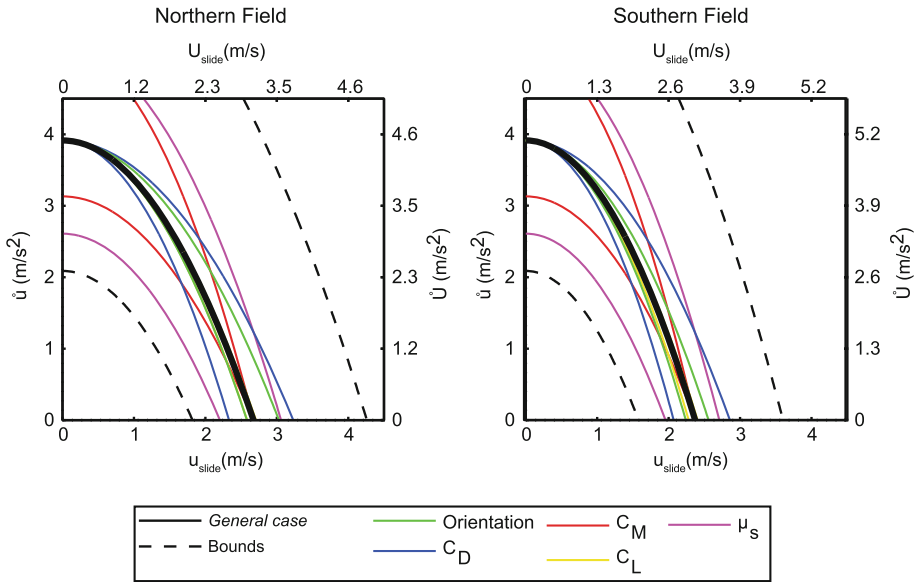 Northern Field
Southern Field
U_slide(m/s)
U_slide(m/s)
0 1.2 2.3 3.5 4.6
0 1.3 2.6 3.9 5.2
4
3
2
1
0
ů (m/s²)
4.6
3.5
2.3
1.2
0
Ů (m/s²)
4
3
2
1
0
ů (m/s²)
5.2
3.9
2.6
1.3
0
Ů (m/s²)
0 1 2 3 4
0 1 2 3 4
u_slide(m/s)
u_slide(m/s)
General case
Orientation
C_M
μ_s
Bounds
C_D
C_L